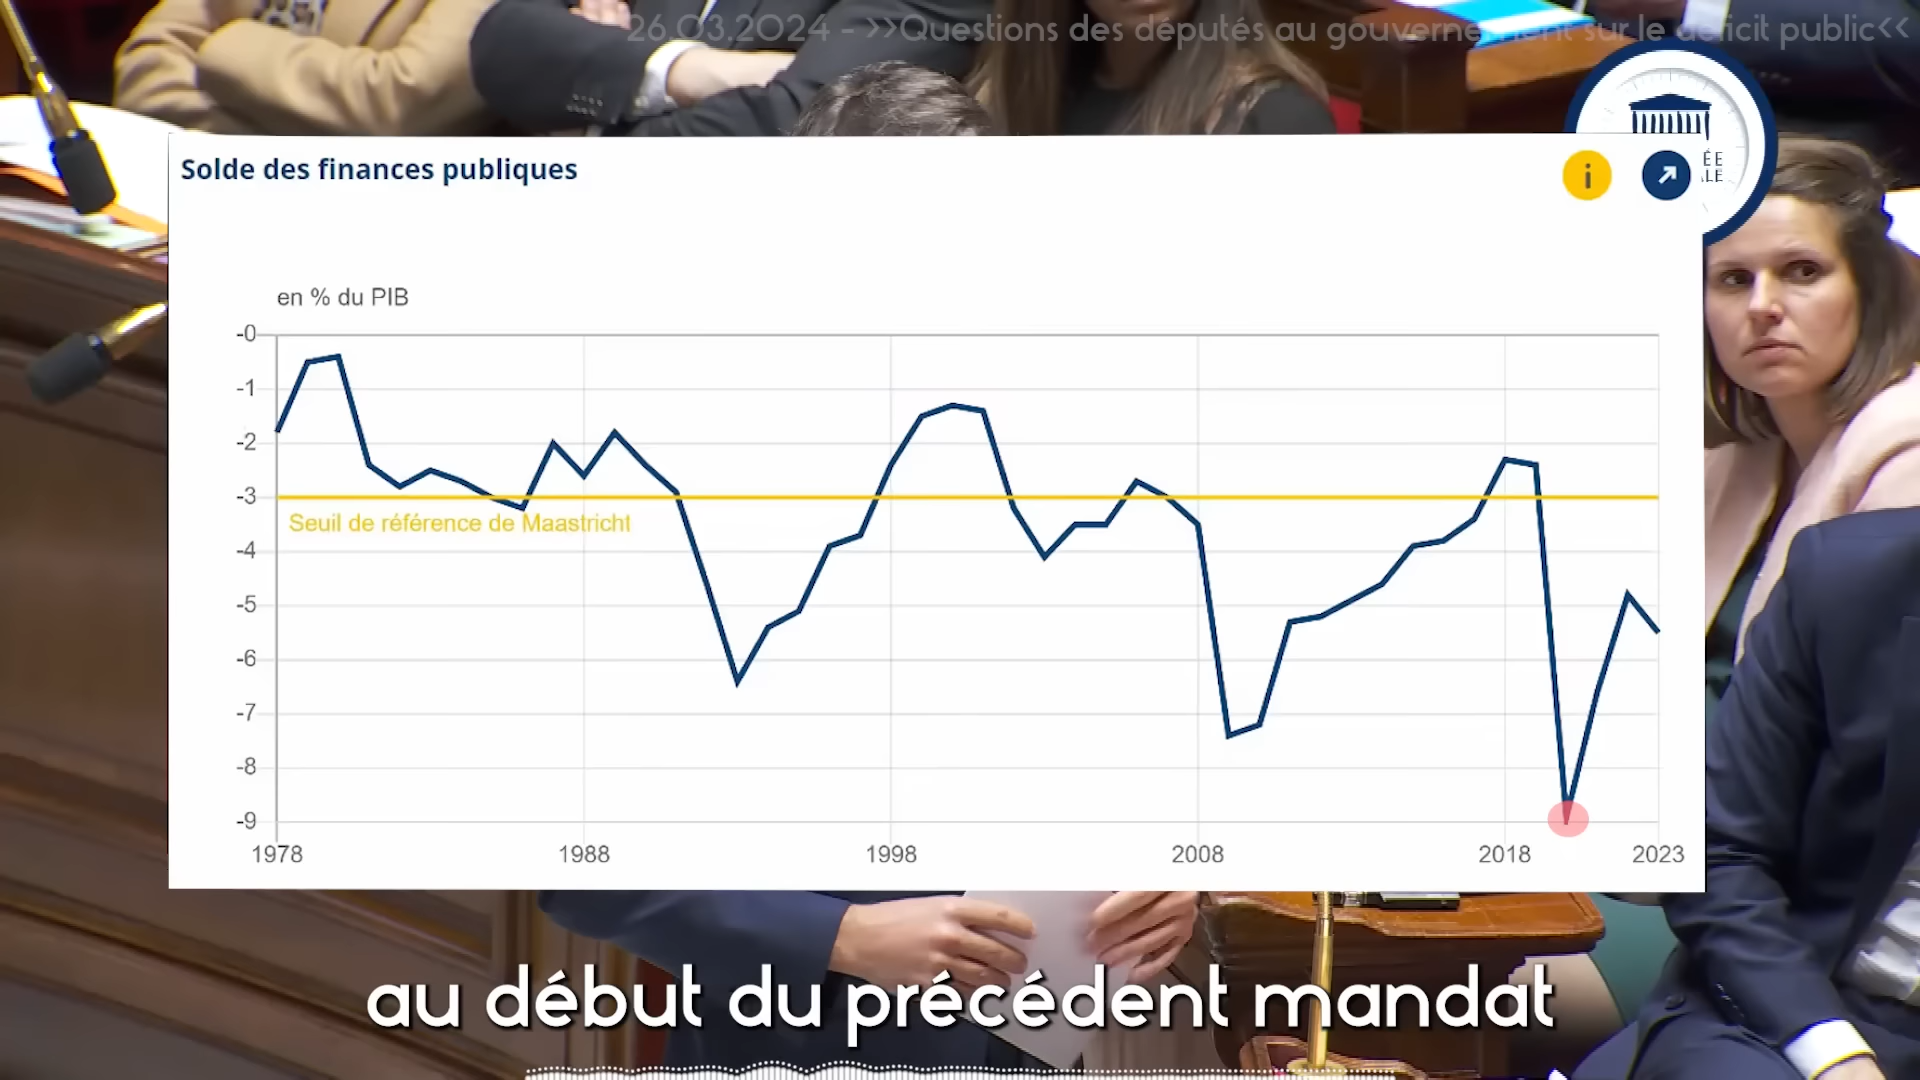 26.03.2024 - >>Questions des députés au gouvernement sur le déficit public<<
ÉE
ALE
Solde des finances publiques
i
en % du PIB
-0
-1
-2
-3
Seuil de référence de Maastricht
-4
-5
-6
-7
-8
-9
1978 1988 1998 2008 2018 2023
au début du précédent mandat